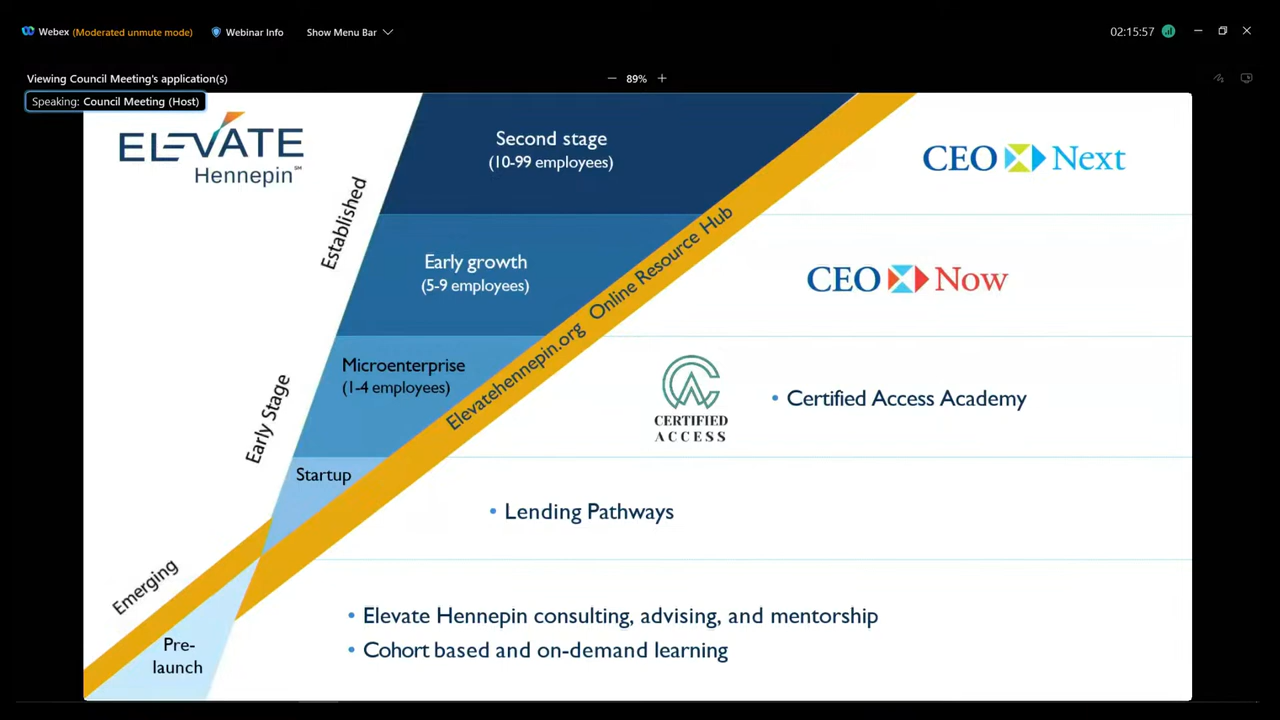 Webex (Moderated unmute mode) Webinar Info Show Menu Bar 02:15:57
Viewing Council Meeting's application(s) 89%
Speaking: Council Meeting (Host)
ELEVATE
Hennepin℠
Second stage
(10-99 employees)
CEO Next
Established
Early growth
(5-9 employees)
CEO Now
Elevatehennepin.org Online Resource Hub
Microenterprise
(1-4 employees)
CERTIFIED
ACCESS
• Certified Access Academy
Early Stage
Startup
• Lending Pathways
Emerging
Pre-
launch
• Elevate Hennepin consulting, advising, and mentorship
• Cohort based and on-demand learning